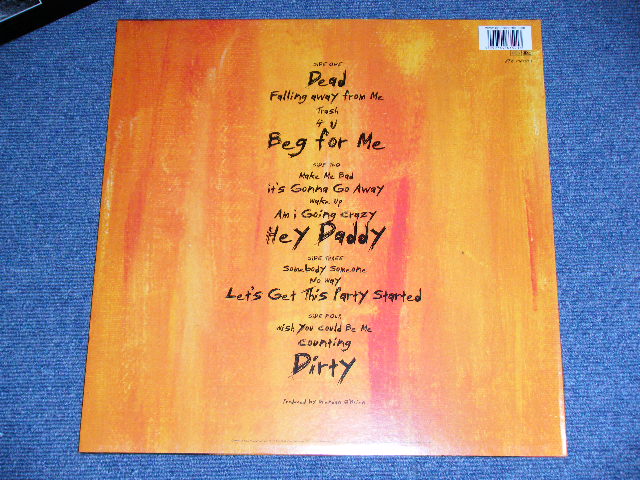 SIDE ONE
Dead
Falling away from Me
Trash
4 U
Beg for Me
SIDE TWO
Make Me Bad
it's Gonna Go Away
Wake Up
Am i Going crazy
Hey Daddy
SIDE THREE
Somebody Someone
No Way
Let's Get This Party Started
SIDE FOUR
Wish You Could Be Me
counting
Dirty
Produced by Brendan O'Brien